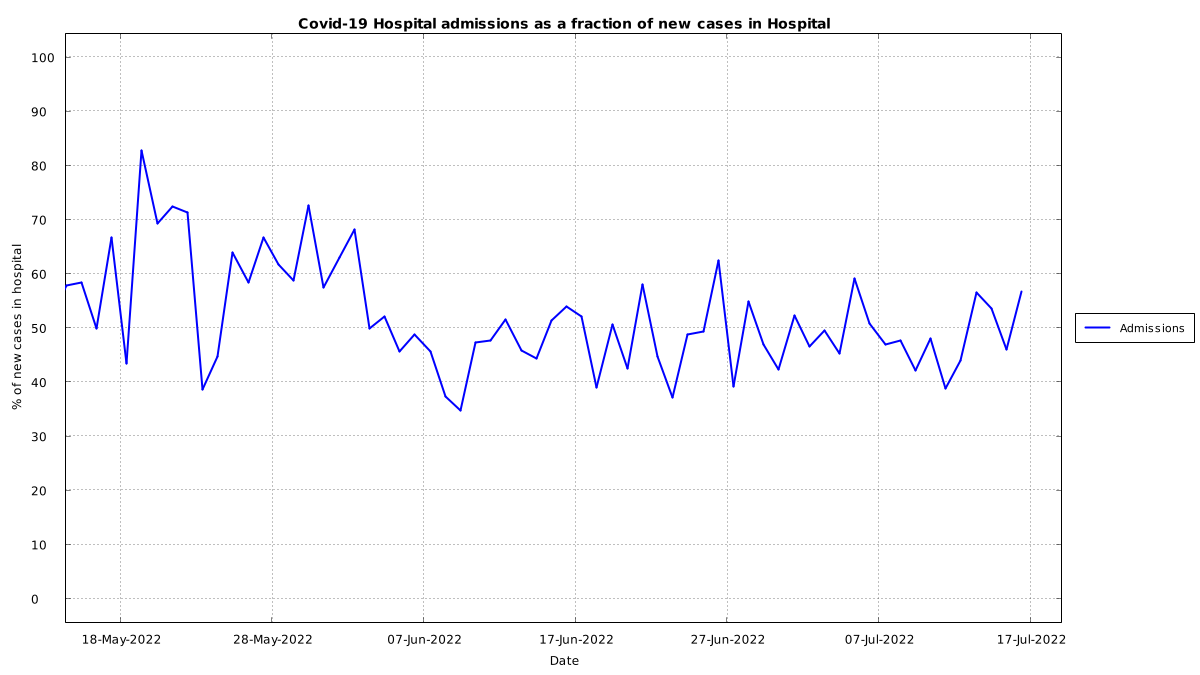 Covid-19 Hospital admissions as a fraction of new cases in Hospital
100
90
80
70
60
50
40
30
20
10
0
% of new cases in hospital
18-May-2022
28-May-2022
07-Jun-2022
17-Jun-2022
27-Jun-2022
07-Jul-2022
17-Jul-2022
Date
Admissions